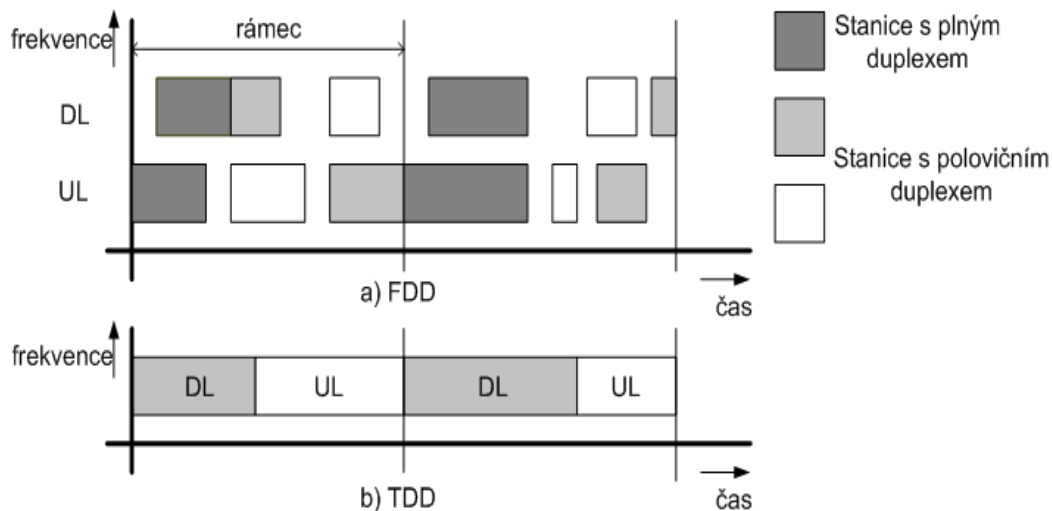 frekvence
rámec
DL
UL
a) FDD
čas
Stanice s plným
duplexem
Stanice s polovičním
duplexem
frekvence
DL
UL
DL
UL
b) TDD
čas